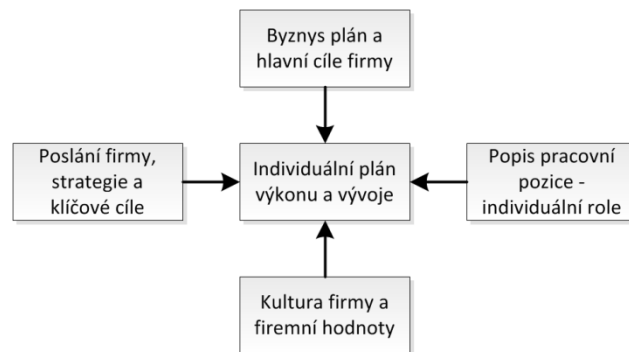 Byznys plán a
hlavní cíle firmy
Poslání firmy,
strategie a
klíčové cíle
Individuální plán
výkonu a vývoje
Popis pracovní
pozice -
individuální role
Kultura firmy a
firemní hodnoty